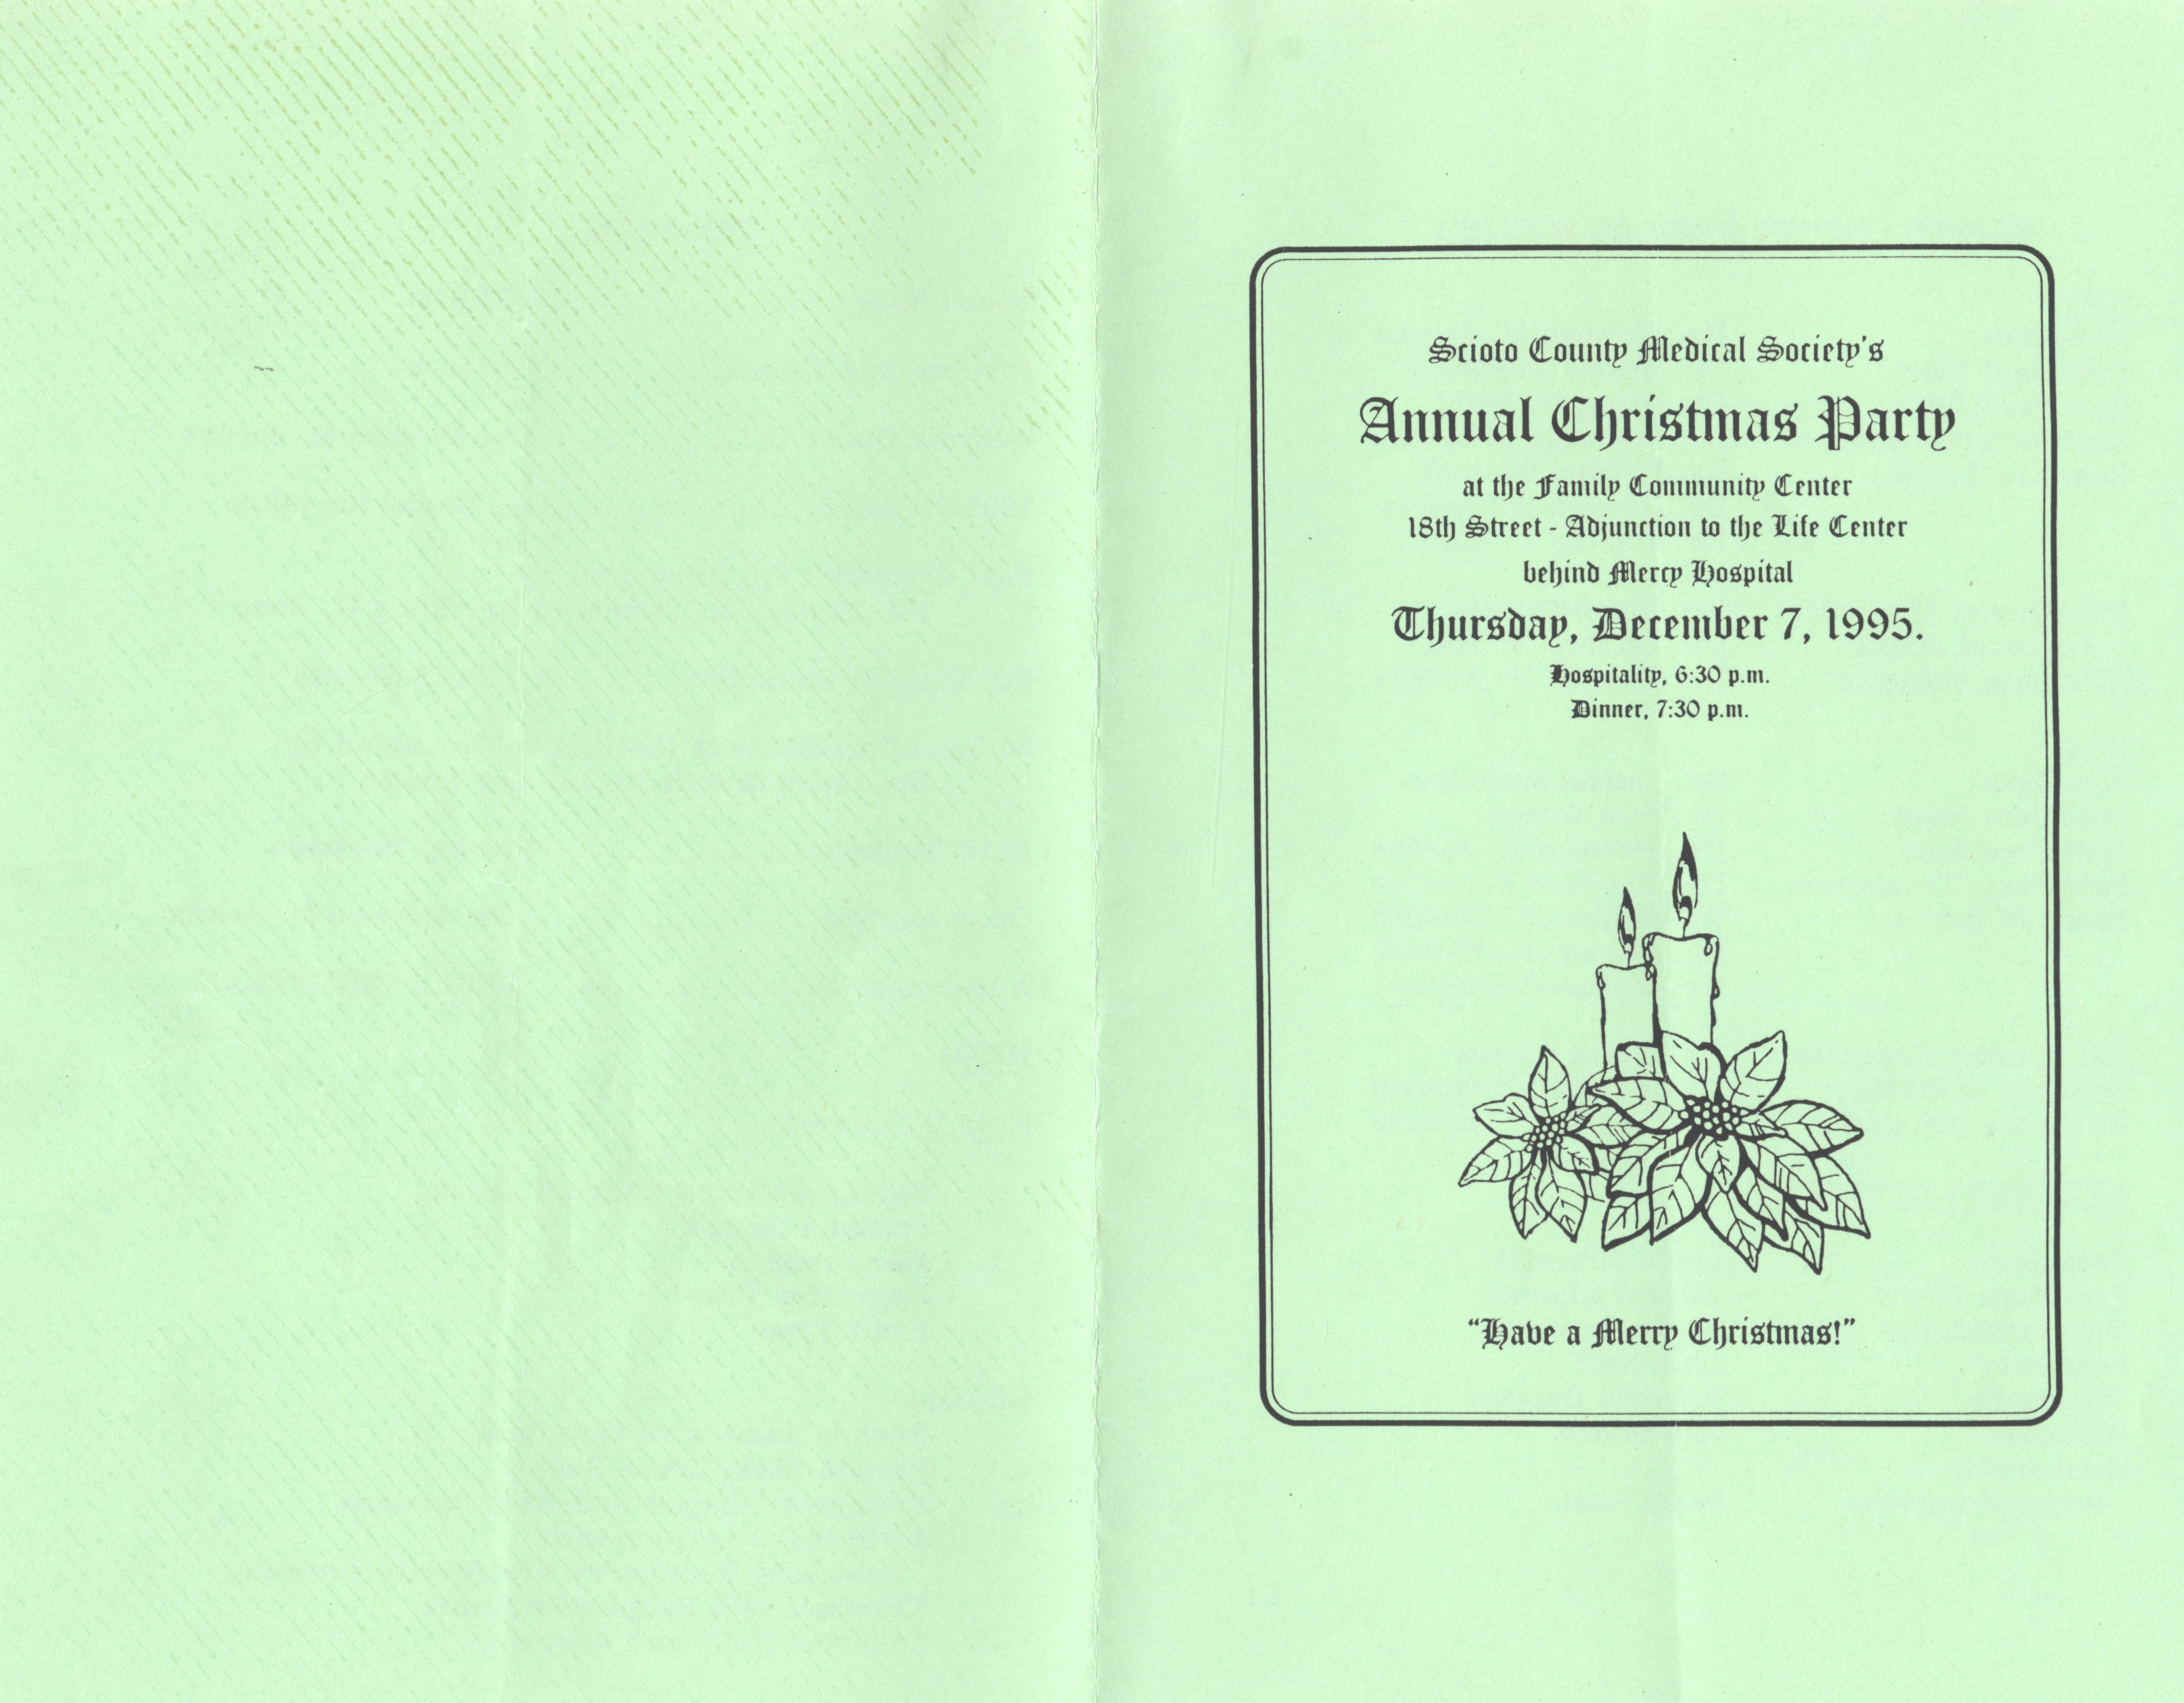 Scioto County Medical Society's
Annual Christmas Party
at the Family Community Center
18th Street - Adjunction to the Life Center
behind Mercy Hospital
Thursday, December 7, 1995.
Hospitality, 6:30 p.m.
Dinner, 7:30 p.m.
“Have a Merry Christmas!”